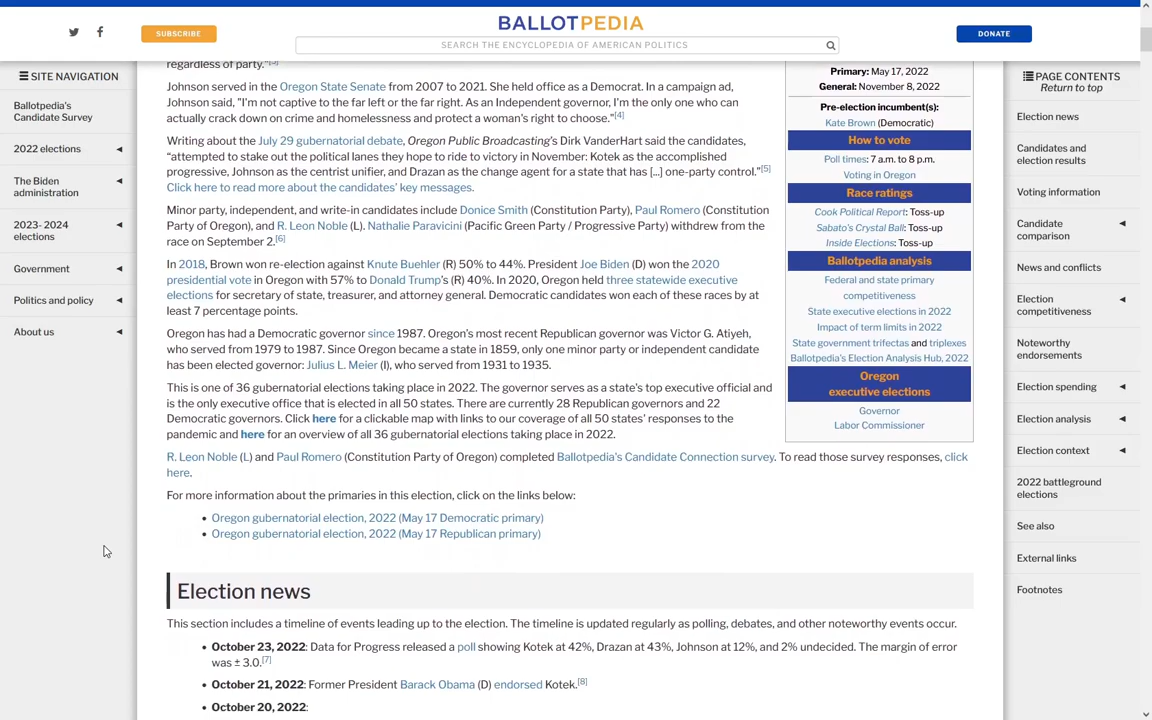 BALLOTPEDIA
SUBSCRIBE
SEARCH THE ENCYCLOPEDIA OF AMERICAN POLITICS
DONATE
SITE NAVIGATION
Ballotpedia's
Community Survey
2022 elections
The Biden
administration
2023- 2024
elections
Government
Politics and policy
About us
regardless of party."[3]
Johnson served in the Oregon State Senate from 2007 to 2021. She held office as a Democrat. In a campaign ad,
Johnson said, "I'm not captive to the far left or the far right. As an Independent governor, I'm the only one who can
actually crack down on crime and homelessness and protect a woman's right to choose."[4]
Writing about the July 29 gubernatorial debate, Oregon Public Broadcasting's Dirk VanderHart said the candidates,
“attempted to stake out the political lanes they hope to ride to victory in November: Kotek as the accomplished
progressive, Johnson as the centrist unifier, and Drazan as the change agent for a state that has [...] one-party control.”[5]
Click here to read more about the candidates' key messages.
Minor party, independent, and write-in candidates include Donice Smith (Constitution Party), Paul Romero (Constitution
Party of Oregon), and R. Leon Noble (L). Nathalie Paravicini (Pacific Green Party / Progressive Party) withdrew from the
race on September 2.[6]
In 2018, Brown won re-election against Knute Buehler (R) 50% to 44%. President Joe Biden (D) won the 2020
presidential vote in Oregon with 57% to Donald Trump's (R) 40%. In 2020, Oregon held three statewide executive
elections for secretary of state, treasurer, and attorney general. Democratic candidates won each of these races by at
least 7 percentage points.
Oregon has had a Democratic governor since 1987. Oregon's most recent Republican governor was Victor G. Atiyeh,
who served from 1979 to 1987. Since Oregon became a state in 1859, only one minor party or independent candidate
has been elected governor: Julius L. Meier (I), who served from 1931 to 1935.
This is one of 36 gubernatorial elections taking place in 2022. The governor serves as a state's top executive official and
is the only executive office that is elected in all 50 states. There are currently 28 Republican governors and 22
Democratic governors. Click here for a clickable map with links to our coverage of all 50 states' responses to the
pandemic and here for an overview of all 36 gubernatorial elections taking place in 2022.
R. Leon Noble (L) and Paul Romero (Constitution Party of Oregon) completed Ballotpedia's Candidate Connection survey. To read those survey responses, click
here.
For more information about the primaries in this election, click on the links below:
• Oregon gubernatorial election, 2022 (May 17 Democratic primary)
• Oregon gubernatorial election, 2022 (May 17 Republican primary)
Election news
This section includes a timeline of events leading up to the election. The timeline is updated regularly as polling, debates, and other noteworthy events occur.
• October 23, 2022: Data for Progress released a poll showing Kotek at 42%, Drazan at 43%, Johnson at 12%, and 2% undecided. The margin of error
was ± 3.0.[7]
• October 21, 2022: Former President Barack Obama (D) endorsed Kotek.[8]
• October 20, 2022:
Primary: May 17, 2022
General: November 8, 2022
Pre-election incumbent(s):
Kate Brown (Democratic)
How to vote
Poll times: 7 a.m. to 8 p.m.
Voting in Oregon
Race ratings
Cook Political Report: Toss-up
Sabato's Crystal Ball: Toss-up
Inside Elections: Toss-up
Ballotpedia analysis
Federal and state primary
competitiveness
State executive elections in 2022
Impact of term limits in 2022
State government trifectas and triplexes
Ballotpedia's Election Analysis Hub, 2022
Oregon
executive elections
Governor
Labor Commissioner
PAGE CONTENTS
Return to top
Election news
Candidates and
election results
Voting information
Candidate
comparison
News and conflicts
Election
competitiveness
Noteworthy
endorsements
Election spending
Election analysis
Election context
2022 battleground
elections
See also
External links
Footnotes